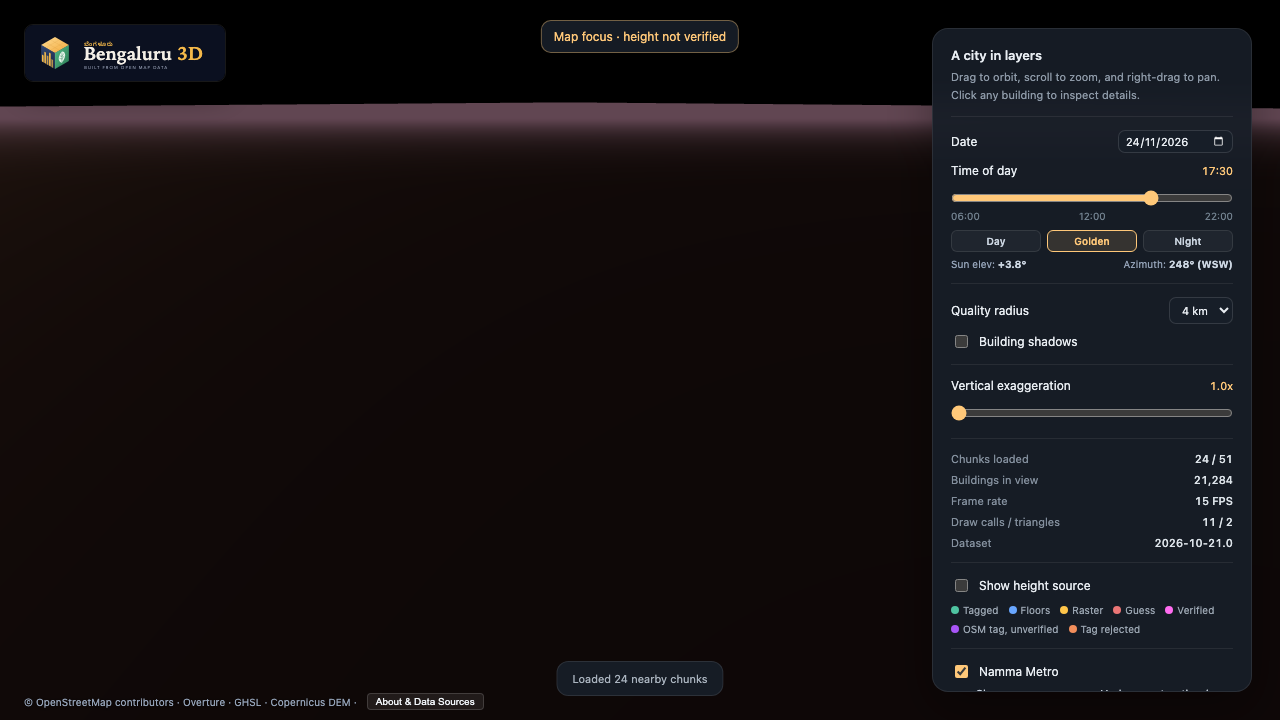 ಬೆಂಗಳೂರು
Bengaluru 3D
BUILT FROM OPEN MAP DATA
Map focus · height not verified
A city in layers
Drag to orbit, scroll to zoom, and right-drag to pan.
Click any building to inspect details.
Date 24/11/2026
Time of day 17:30
06:00 12:00 22:00
Day Golden Night
Sun elev: +3.8° Azimuth: 248° (WSW)
Quality radius 4 km
Building shadows
Vertical exaggeration 1.0x
Chunks loaded 24 / 51
Buildings in view 21,284
Frame rate 15 FPS
Draw calls / triangles 11 / 2
Dataset 2026-10-21.0
Show height source
Tagged Floors Raster Guess Verified
OSM tag, unverified Tag rejected
Namma Metro
Loaded 24 nearby chunks
© OpenStreetMap contributors · Overture · GHSL · Copernicus DEM · About & Data Sources